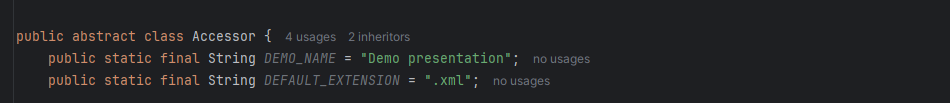 public abstract class Accessor {  4 usages  2 inheritors
    public static final String DEMO_NAME = "Demo presentation";  no usages
    public static final String DEFAULT_EXTENSION = ".xml";  no usages